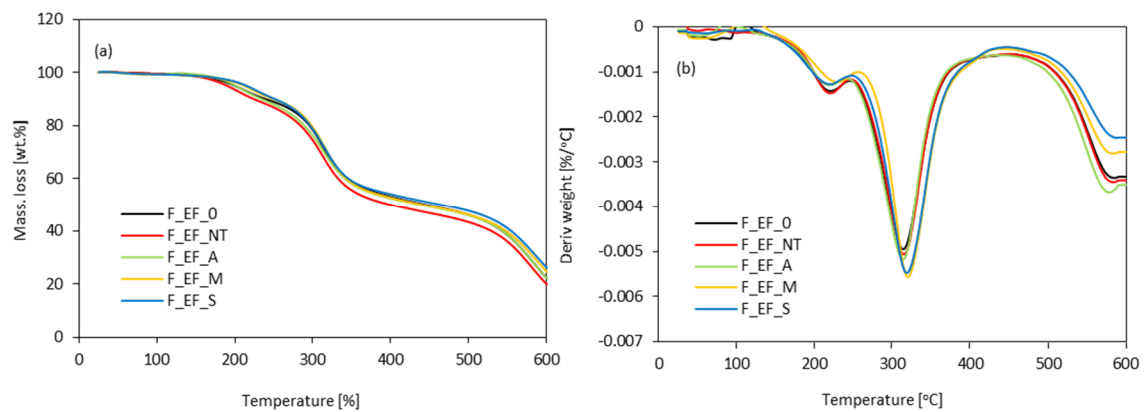 (a)
Mass. loss [wt.%]
120
100
80
60
40
20
0
F_EF_0
F_EF_NT
F_EF_A
F_EF_M
F_EF_S
0 100 200 300 400 500 600
Temperature [%]
(b)
Deriv weight [%/°C]
0
-0.001
-0.002
-0.003
-0.004
-0.005
-0.006
-0.007
F_EF_0
F_EF_NT
F_EF_A
F_EF_M
F_EF_S
0 100 200 300 400 500 600
Temperature [°C]